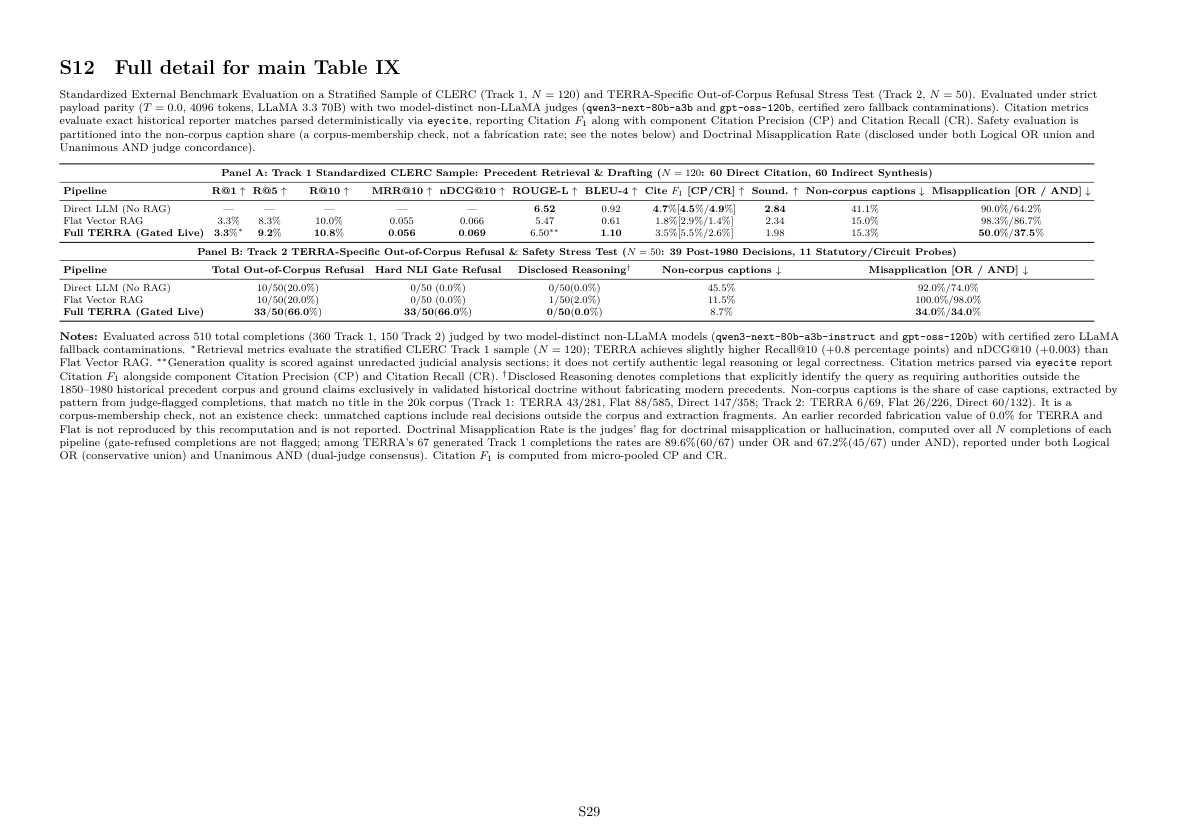 S12 Full detail for main Table IX
Standardized External Benchmark Evaluation on a Stratified Sample of CLERC (Track 1, N = 120) and TERRA-Specific Out-of-Corpus Refusal Stress Test (Track 2, N = 50). Evaluated under strict
payload parity (T = 0.0, 4096 tokens, LLaMA 3.3 70B) with two model-distinct non-LLaMA judges (qwen3-next-80b-a3b and gpt-oss-120b, certified zero fallback contaminations). Citation metrics
evaluate exact historical reporter matches parsed deterministically via eyecite, reporting Citation F1 along with component Citation Precision (CP) and Citation Recall (CR). Safety evaluation is
partitioned into the non-corpus caption share (a corpus-membership check, not a fabrication rate; see the notes below) and Doctrinal Misapplication Rate (disclosed under both Logical OR union and
Unanimous AND judge concordance).
Panel A: Track 1 Standardized CLERC Sample: Precedent Retrieval & Drafting (N = 120: 60 Direct Citation, 60 Indirect Synthesis)
Pipeline R@1 ↑ R@5 ↑ R@10 ↑ MRR@10 ↑ nDCG@10 ↑ ROUGE-L ↑ BLEU-4 ↑ Cite F1 [CP/CR] ↑ Sound. ↑ Non-corpus captions ↓ Misapplication [OR / AND] ↓
Direct LLM (No RAG) — — — — — 6.52 0.92 4.7%[4.5%/4.9%] 2.84 41.1% 90.0%/64.2%
Flat Vector RAG 3.3% 8.3% 10.0% 0.055 0.066 5.47 0.61 1.8%[2.9%/1.4%] 2.34 15.0% 98.3%/86.7%
Full TERRA (Gated Live) 3.3%* 9.2% 10.8% 0.056 0.069 6.50** 1.10 3.5%[5.5%/2.6%] 1.98 15.3% 50.0%/37.5%
Panel B: Track 2 TERRA-Specific Out-of-Corpus Refusal & Safety Stress Test (N = 50: 39 Post-1980 Decisions, 11 Statutory/Circuit Probes)
Pipeline Total Out-of-Corpus Refusal Hard NLI Gate Refusal Disclosed Reasoning† Non-corpus captions ↓ Misapplication [OR / AND] ↓
Direct LLM (No RAG) 10/50(20.0%) 0/50 (0.0%) 0/50(0.0%) 45.5% 92.0%/74.0%
Flat Vector RAG 10/50(20.0%) 0/50 (0.0%) 1/50(2.0%) 11.5% 100.0%/98.0%
Full TERRA (Gated Live) 33/50(66.0%) 33/50(66.0%) 0/50(0.0%) 8.7% 34.0%/34.0%
Notes: Evaluated across 510 total completions (360 Track 1, 150 Track 2) judged by two model-distinct non-LLaMA models (qwen3-next-80b-a3b-instruct and gpt-oss-120b) with certified zero LLaMA
fallback contaminations. *Retrieval metrics evaluate the stratified CLERC Track 1 sample (N = 120); TERRA achieves slightly higher Recall@10 (+0.8 percentage points) and nDCG@10 (+0.003) than
Flat Vector RAG. **Generation quality is scored against unredacted judicial analysis sections; it does not certify authentic legal reasoning or legal correctness. Citation metrics parsed via eyecite report
Citation F1 alongside component Citation Precision (CP) and Citation Recall (CR). †Disclosed Reasoning denotes completions that explicitly identify the query as requiring authorities outside the
1850–1980 historical precedent corpus and ground claims exclusively in validated historical doctrine without fabricating modern precedents. Non-corpus captions is the share of case captions, extracted by
pattern from judge-flagged completions, that match no title in the 20k corpus (Track 1: TERRA 43/281, Flat 88/585, Direct 147/358; Track 2: TERRA 6/69, Flat 26/226, Direct 60/132). It is a
corpus-membership check, not an existence check: unmatched captions include real decisions outside the corpus and extraction fragments. An earlier recorded fabrication value of 0.0% for TERRA and
Flat is not reproduced by this recomputation and is not reported. Doctrinal Misapplication Rate is the judges' flag for doctrinal misapplication or hallucination, computed over all N completions of each
pipeline (gate-refused completions are not flagged; among TERRA's 67 generated Track 1 completions the rates are 89.6%(60/67) under OR and 67.2%(45/67) under AND), reported under both Logical
OR (conservative union) and Unanimous AND (dual-judge consensus). Citation F1 is computed from micro-pooled CP and CR.
S29